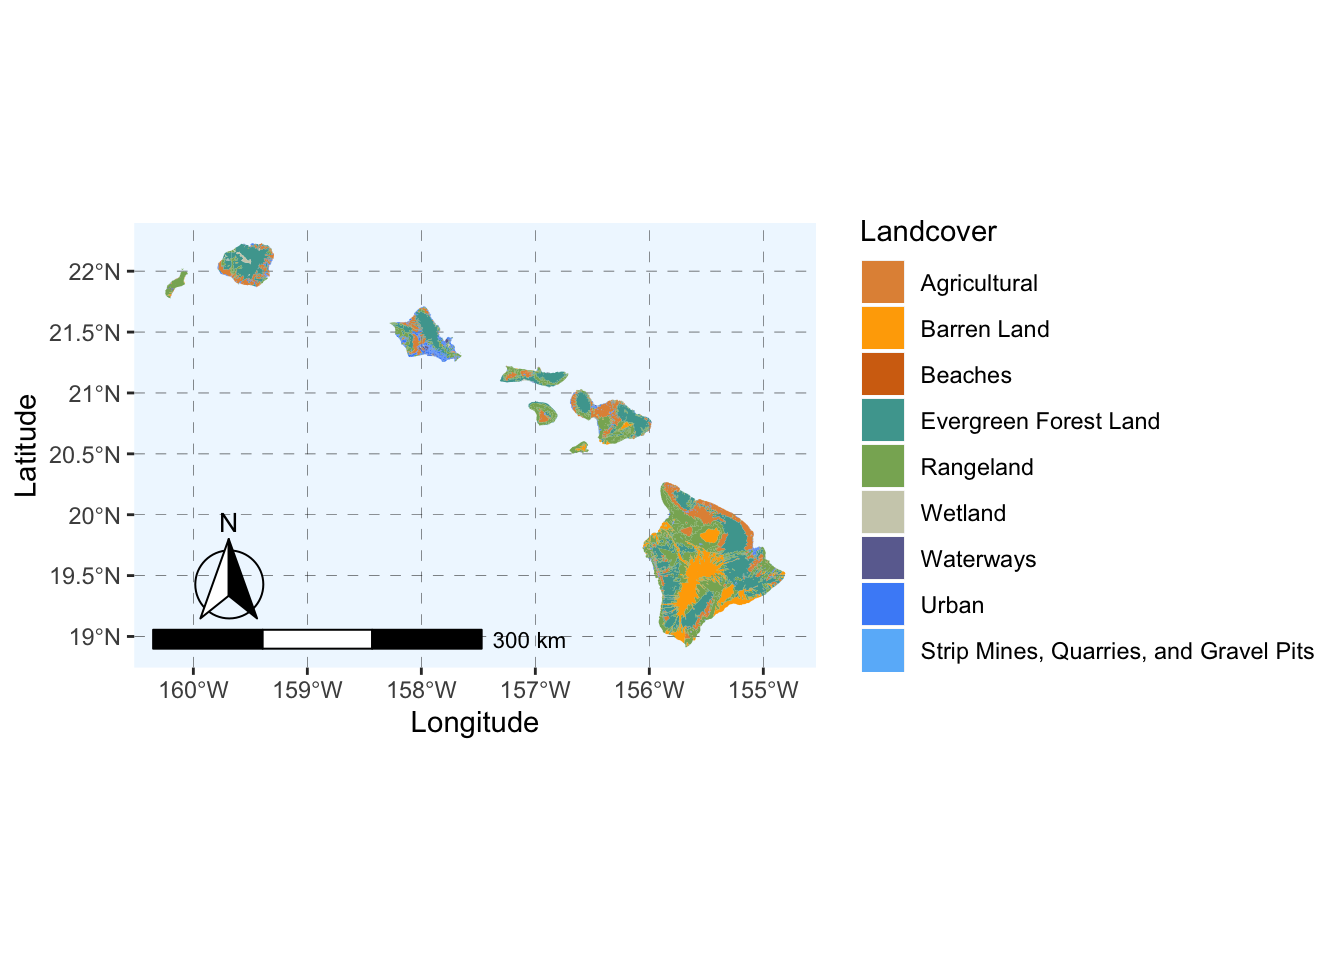 Landcover
Agricultural
Barren Land
Beaches
Evergreen Forest Land
Rangeland
Wetland
Waterways
Urban
Strip Mines, Quarries, and Gravel Pits
Latitude
22°N
21.5°N
21°N
20.5°N
20°N
19.5°N
19°N
N
300 km
160°W 159°W 158°W 157°W 156°W 155°W
Longitude